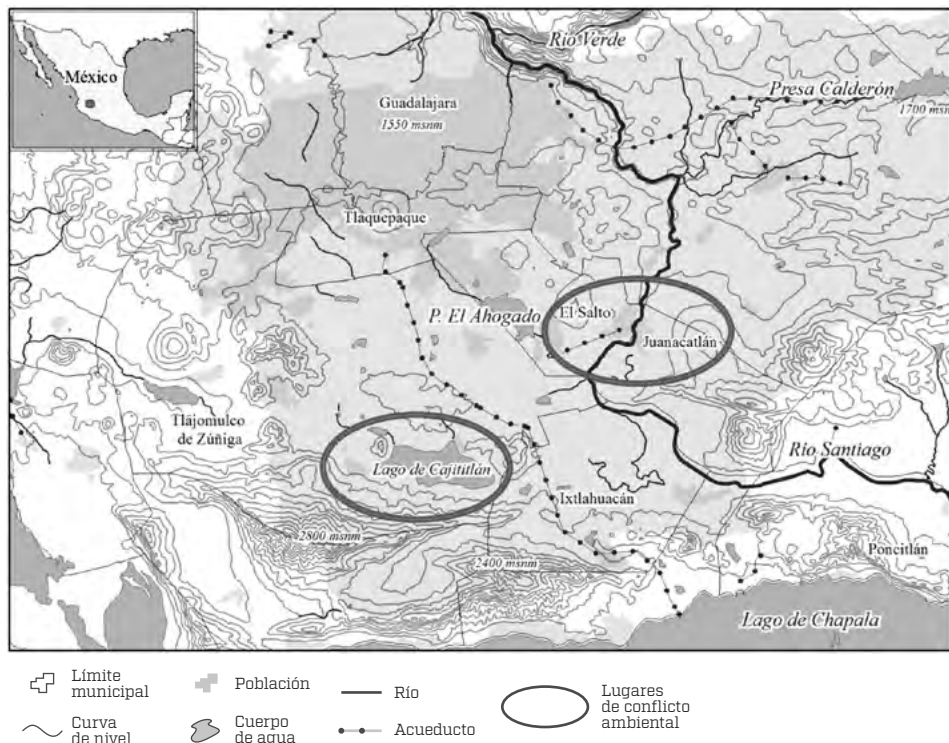 México
Río Verde
Guadalajara
1550 msnm
Presa Calderón
1700 msn
Tlaquepaque
P. El Ahogado
El Salto
Juanacatlán
Tlajomulco
de Zúñiga
Lago de Cajititlán
Río Santiago
Ixtlahuacán
2800 msnm
2400 msnm
Poncitlán
Lago de Chapala
Límite
municipal
Población
Río
Lugares
de conflicto
ambiental
Curva
de nivel
Cuerpo
de agua
Acueducto